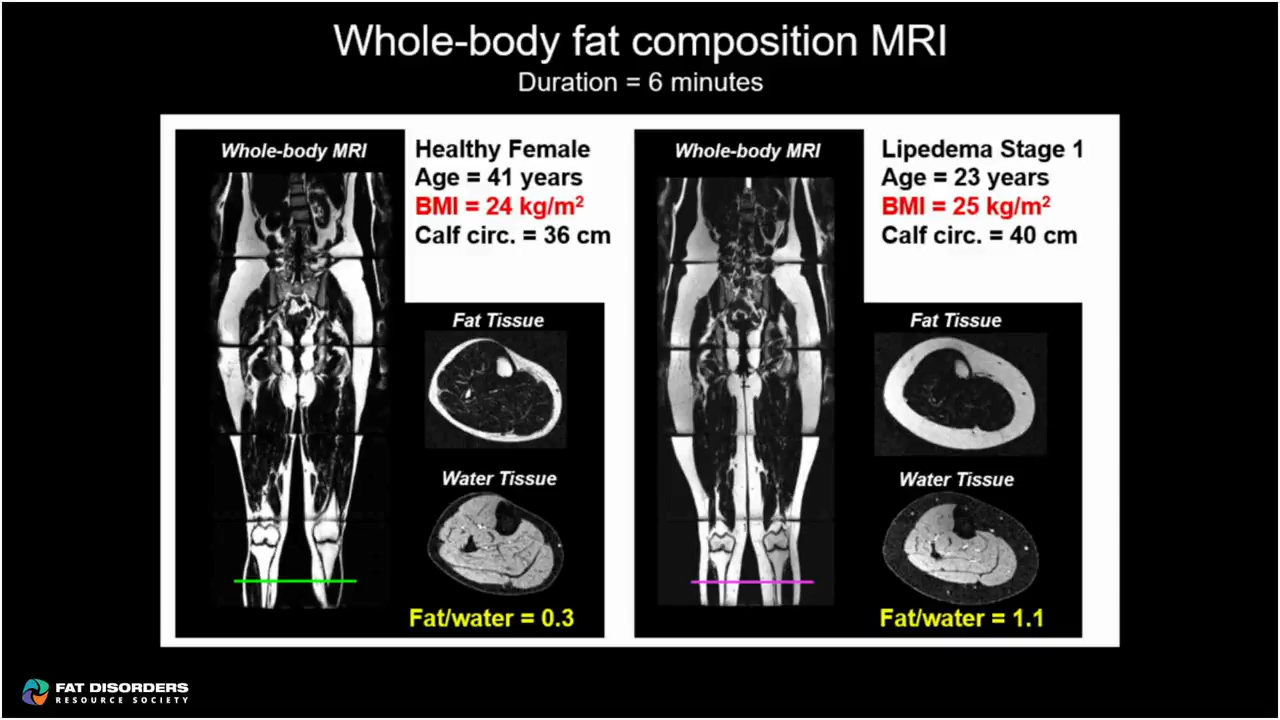 Whole-body fat composition MRI
Duration = 6 minutes
Whole-body MRI
Healthy Female
Age = 41 years
BMI = 24 kg/m²
Calf circ. = 36 cm
Fat Tissue
Water Tissue
Fat/water = 0.3
Whole-body MRI
Lipedema Stage 1
Age = 23 years
BMI = 25 kg/m²
Calf circ. = 40 cm
Fat Tissue
Water Tissue
Fat/water = 1.1
FAT DISORDERS
RESOURCE SOCIETY